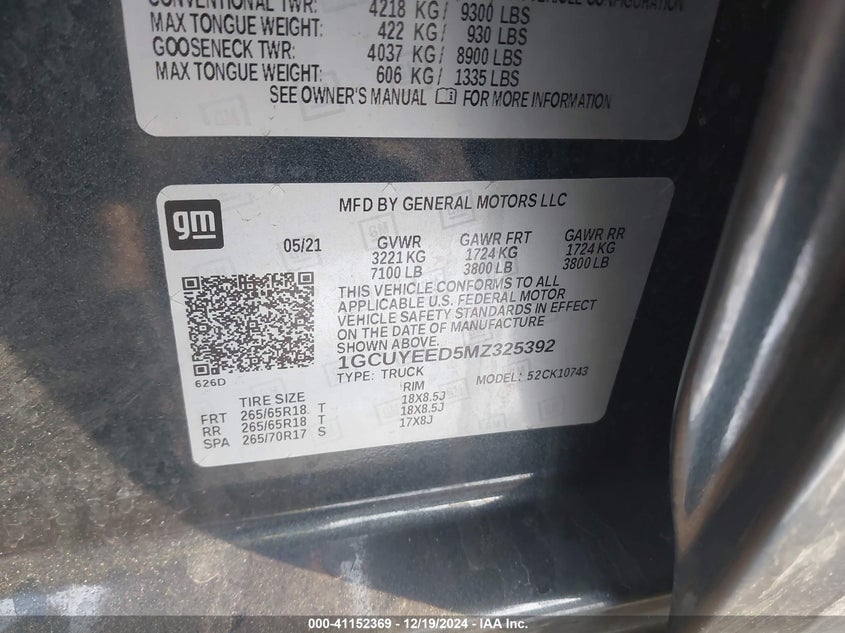 CONVENTIONAL TWR: 4218 KG/ 9300 LBS
MAX TONGUE WEIGHT: 422 KG/ 930 LBS
GOOSENECK TWR: 4037 KG/ 8900 LBS
MAX TONGUE WEIGHT: 606 KG/ 1335 LBS
SEE OWNER'S MANUAL FOR MORE INFORMATION
gm
MFD BY GENERAL MOTORS LLC
05/21 GVWR GAWR FRT GAWR RR
3221 KG 1724 KG 1724 KG
7100 LB 3800 LB 3800 LB
THIS VEHICLE CONFORMS TO ALL
APPLICABLE U.S. FEDERAL MOTOR
VEHICLE SAFETY STANDARDS IN EFFECT
ON THE DATE OF MANUFACTURE
ABOVE.
1GCUYEED5MZ325392
626D
TYPE: TRUCK MODEL: 52CK10743
TIRE SIZE RIM
FRT 265/65R18 T 18X8.5J
RR 265/65R18 T 18X8.5J
SPA 265/70R17 S 17X8J
000-41152369 - 12/19/2024 - IAA Inc.